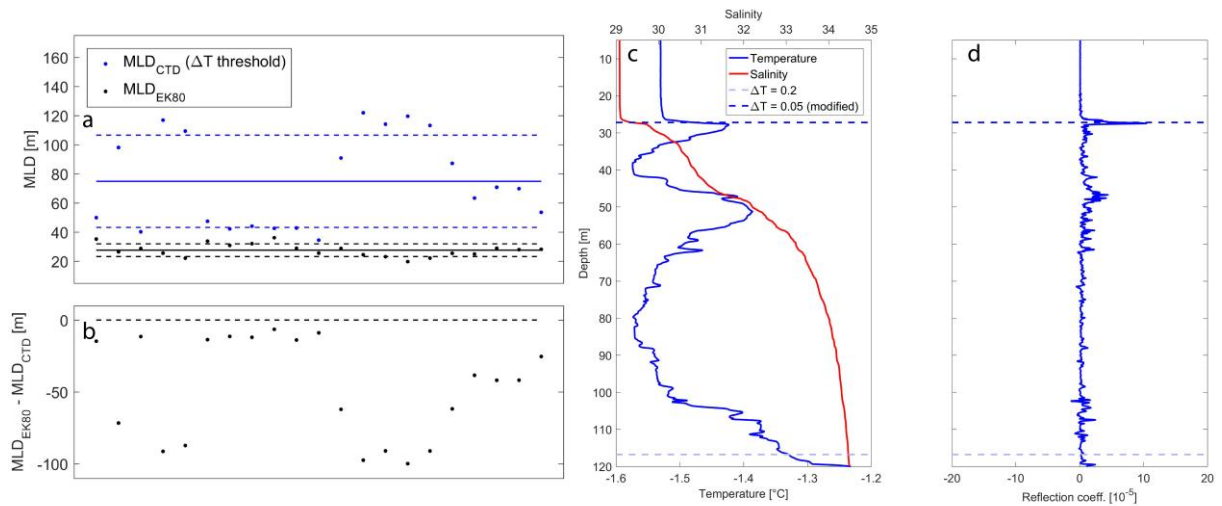 160
140
120
100
80
60
40
20
MLD [m]
MLD_CTD (ΔT threshold)
MLD_EK80
a
0
-50
-100
MLD_EK80 - MLD_CTD [m]
b
Salinity
29 30 31 32 33 34 35
c
Temperature
Salinity
ΔT = 0.2
ΔT = 0.05 (modified)
10
20
30
40
50
60
70
80
90
100
110
120
Depth [m]
-1.6 -1.5 -1.4 -1.3 -1.2
Temperature [°C]
d
-20 -10 0 10 20
Reflection coeff. [10^-5]